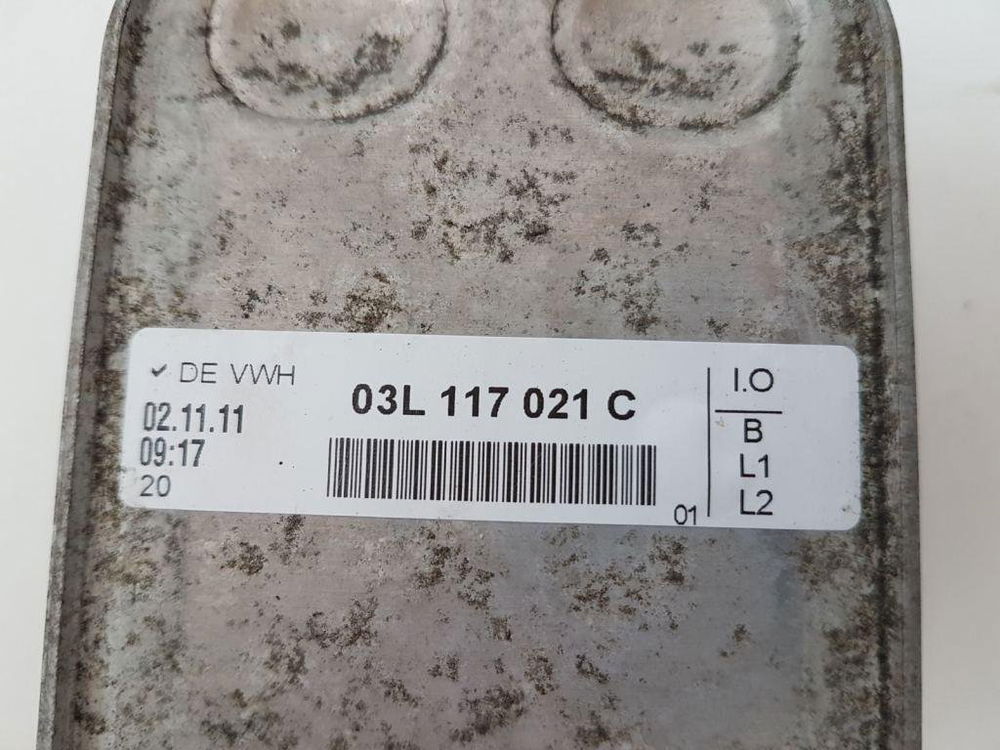 ✓ DE VWH
02.11.11
09:17
20
03L 117 021 C
01
I.O
B
L1
L2